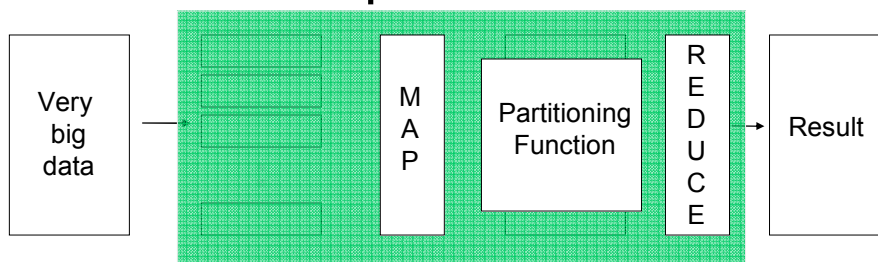 Very
big
data
M
A
P
Partitioning
Function
R
E
D
U
C
E
Result